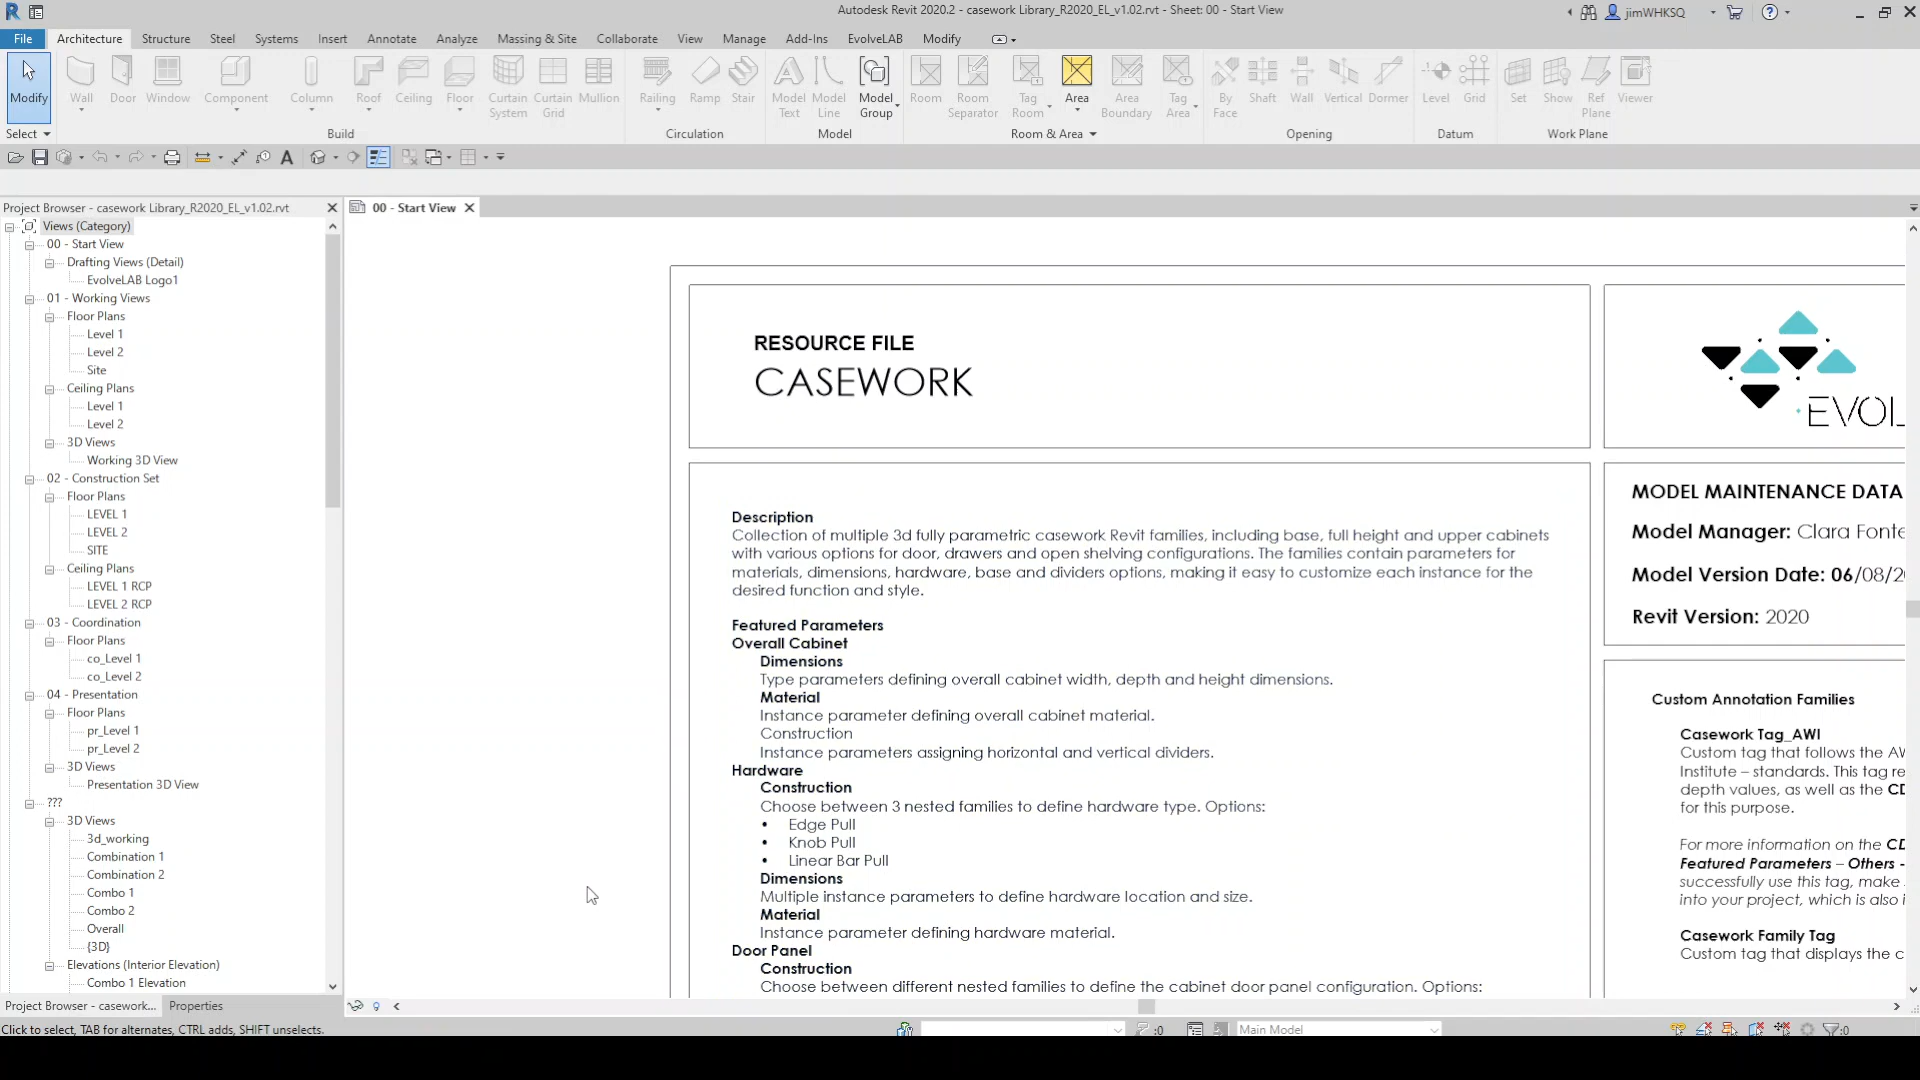 Autodesk Revit 2020.2 - casework Library_R2020_EL_v1.02.rvt - Sheet: 00 - Start View
jimWHKSQ
File Architecture Structure Steel Systems Insert Annotate Analyze Massing & Site Collaborate View Manage Add-Ins EvolveLAB Modify
Modify Wall Door Window Component Column Roof Ceiling Floor Curtain System Curtain Grid Mullion Railing Ramp Stair Model Text Model Line Model Group Room Room Separator Tag Room Area Area Boundary Tag Area By Face Shaft Wall Vertical Dormer Level Grid Set Show Ref Plane Viewer
Select Build Circulation Model Room & Area Opening Datum Work Plane
Project Browser - casework Library_R2020_EL_v1.02.rvt
00 - Start View
Views (Category)
00 - Start View
Drafting Views (Detail)
EvolveLAB Logo1
01 - Working Views
Floor Plans
Level 1
Level 2
Site
Ceiling Plans
Level 1
Level 2
3D Views
Working 3D View
02 - Construction Set
Floor Plans
LEVEL 1
LEVEL 2
SITE
Ceiling Plans
LEVEL 1 RCP
LEVEL 2 RCP
03 - Coordination
Floor Plans
co_Level 1
co_Level 2
04 - Presentation
Floor Plans
pr_Level 1
pr_Level 2
3D Views
Presentation 3D View
???
3D Views
3d_working
Combination 1
Combination 2
Combo 1
Combo 2
Overall
{3D}
Elevations (Interior Elevation)
Combo 1 Elevation
Project Browser - casework...
Properties
RESOURCE FILE
CASEWORK
Description
Collection of multiple 3d fully parametric casework Revit families, including base, full height and upper cabinets
with various options for door, drawers and open shelving configurations. The families contain parameters for
materials, dimensions, hardware, base and dividers options, making it easy to customize each instance for the
desired function and style.
Featured Parameters
Overall Cabinet
Dimensions
Type parameters defining overall cabinet width, depth and height dimensions.
Material
Instance parameter defining overall cabinet material.
Construction
Instance parameters assigning horizontal and vertical dividers.
Hardware
Construction
Choose between 3 nested families to define hardware type. Options:
• Edge Pull
• Knob Pull
• Linear Bar Pull
Dimensions
Multiple instance parameters to define hardware location and size.
Material
Instance parameter defining hardware material.
Door Panel
Construction
Choose between different nested families to define the cabinet door panel configuration. Options:
EVOL
MODEL MAINTENANCE DATA
Model Manager: Clara Fonte
Model Version Date: 06/08/2
Revit Version: 2020
Custom Annotation Families
Casework Tag_AWI
Custom tag that follows the AW
Institute – standards. This tag re
depth values, as well as the CD
for this purpose.
For more information on the CD
Featured Parameters – Others -
successfully use this tag, make
into your project, which is also i
Casework Family Tag
Custom tag that displays the c
Click to select, TAB for alternates, CTRL adds, SHIFT unselects.
:0
Main Model
:0